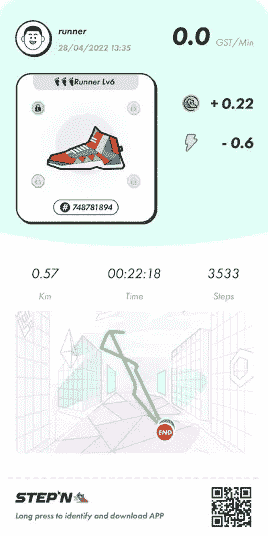 runner
28/04/2022 13:35
0.0 GST/Min
Runner Lv6
+ 0.22
- 0.6
# 748781894
0.57 00:22:18 3533
Km Time Steps
END
STEP'N
Long press to identify and download APP